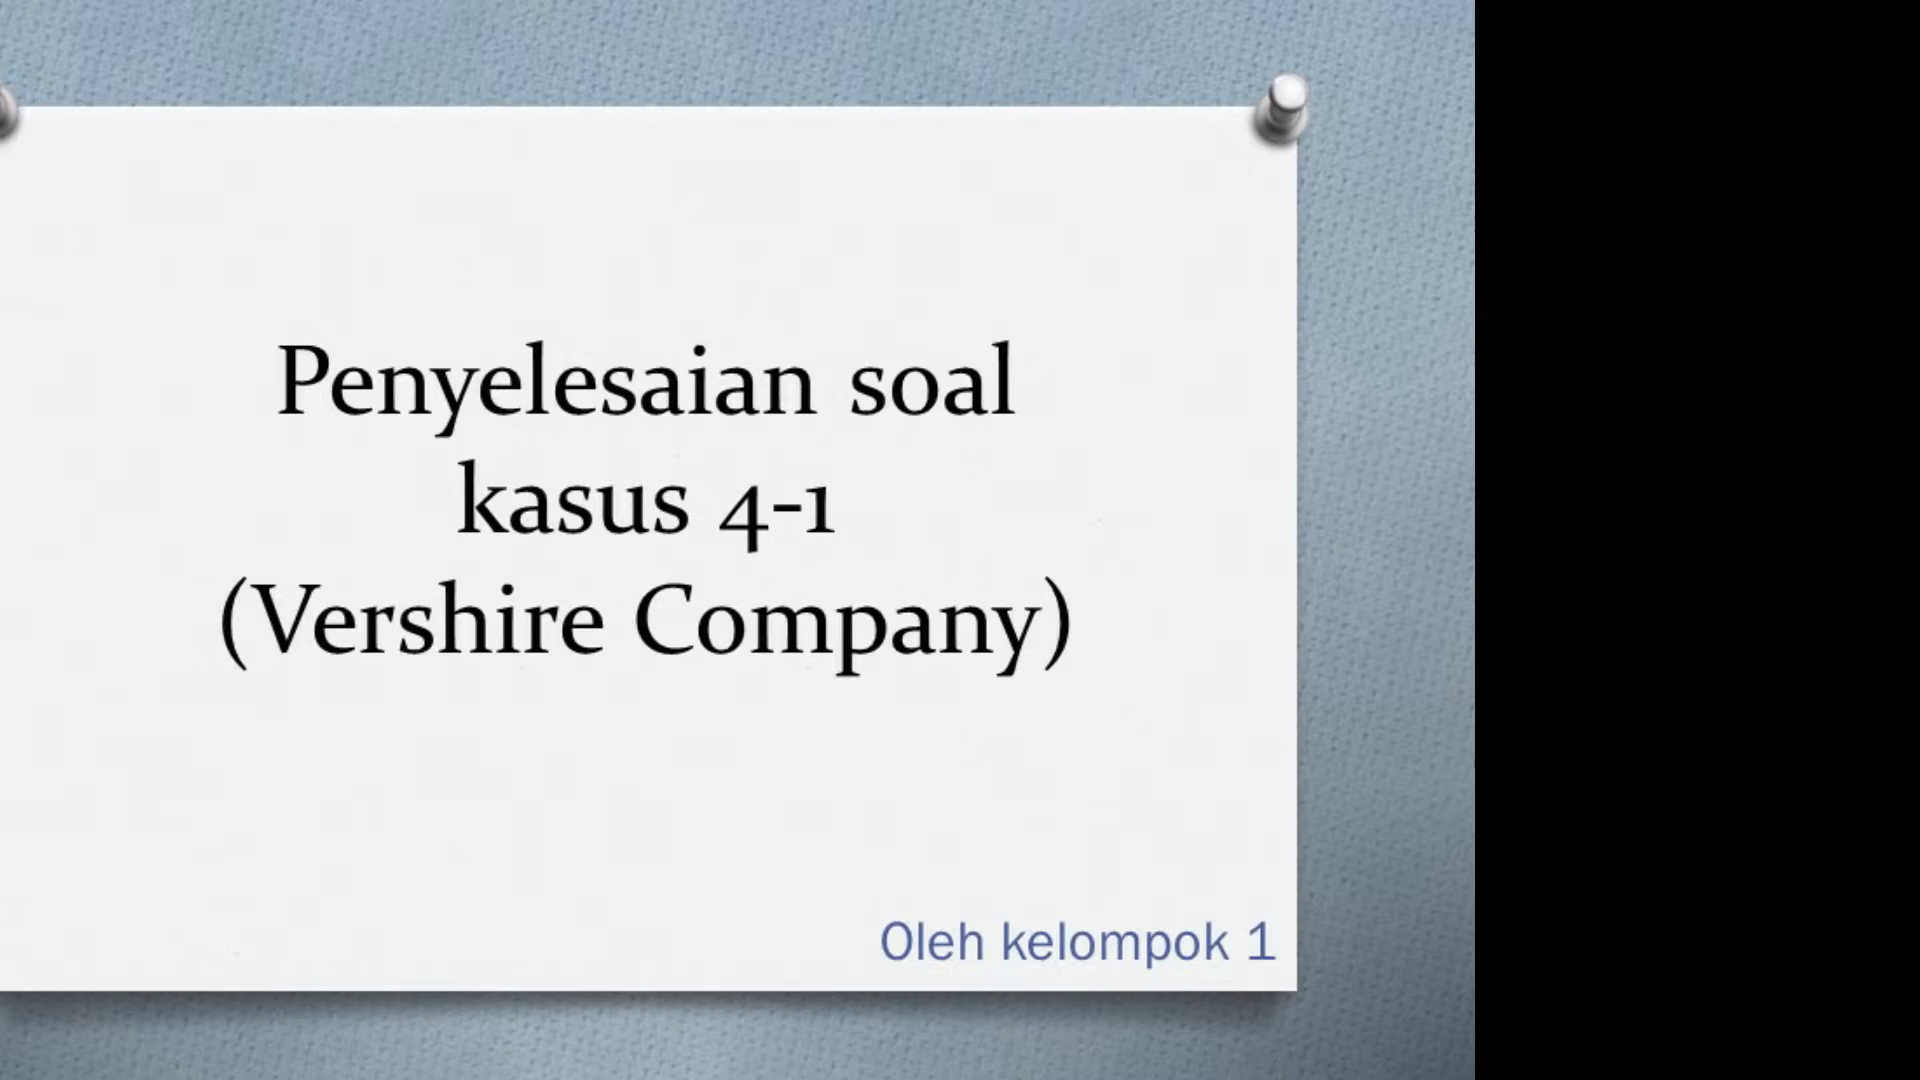 Penyelesaian soal
kasus 4-1
(Vershire Company)
Oleh kelompok 1